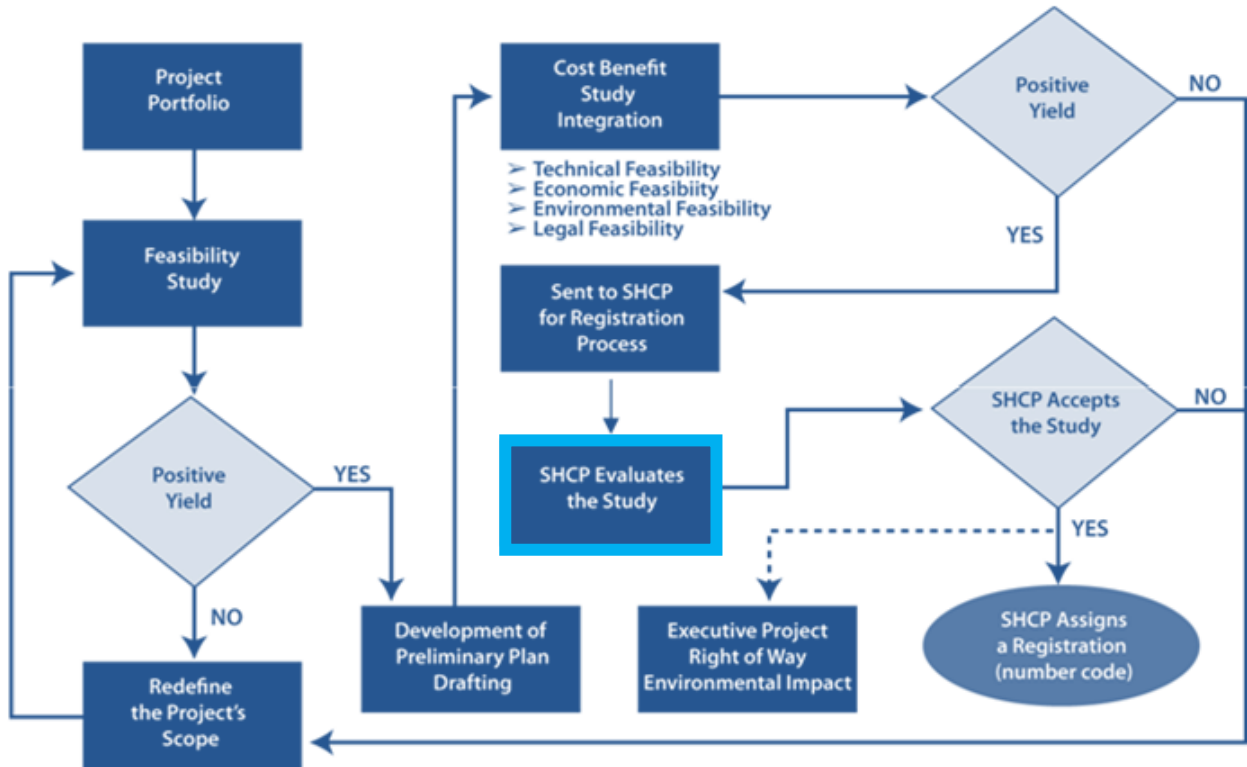 Project
Portfolio
Feasibility
Study
Positive
Yield
YES
NO
Redefine
the Project's
Scope
Development of
Preliminary Plan
Drafting
Cost Benefit
Study
Integration
➢ Technical Feasibility
➢ Economic Feasibiity
➢ Environmental Feasibility
➢ Legal Feasibility
Positive
Yield
NO
YES
Sent to SHCP
for Registration
Process
SHCP Evaluates
the Study
SHCP Accepts
the Study
NO
YES
Executive Project
Right of Way
Environmental Impact
SHCP Assigns
a Registration
(number code)